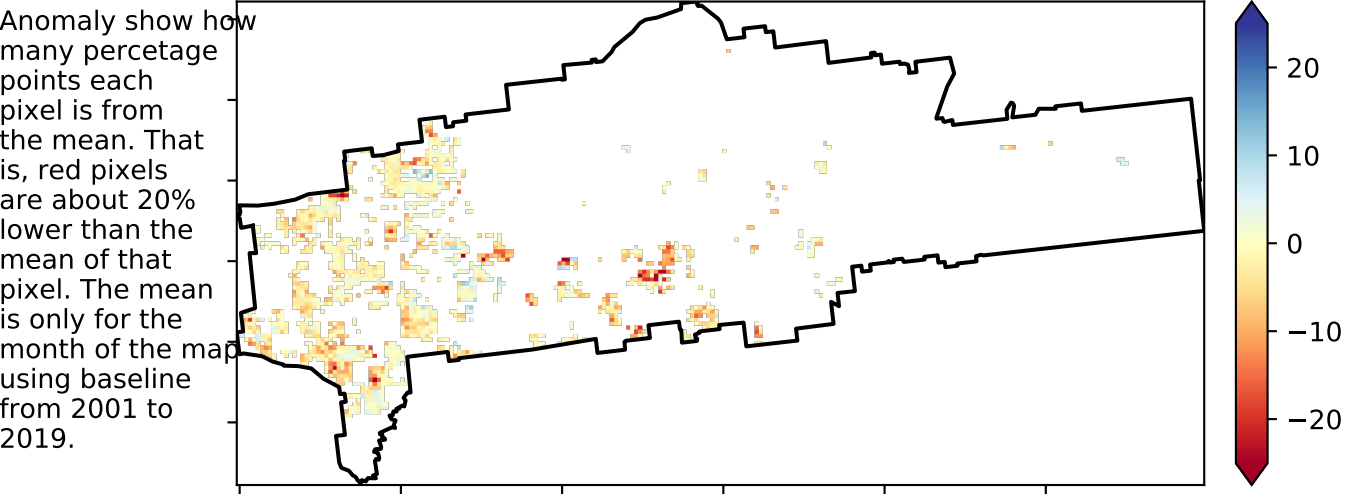 Anomaly show how
many percetage
points each
pixel is from
the mean. That
is, red pixels
are about 20%
lower than the
mean of that
pixel. The mean
is only for the
month of the map
using baseline
from 2001 to
2019.
20
10
0
−10
−20